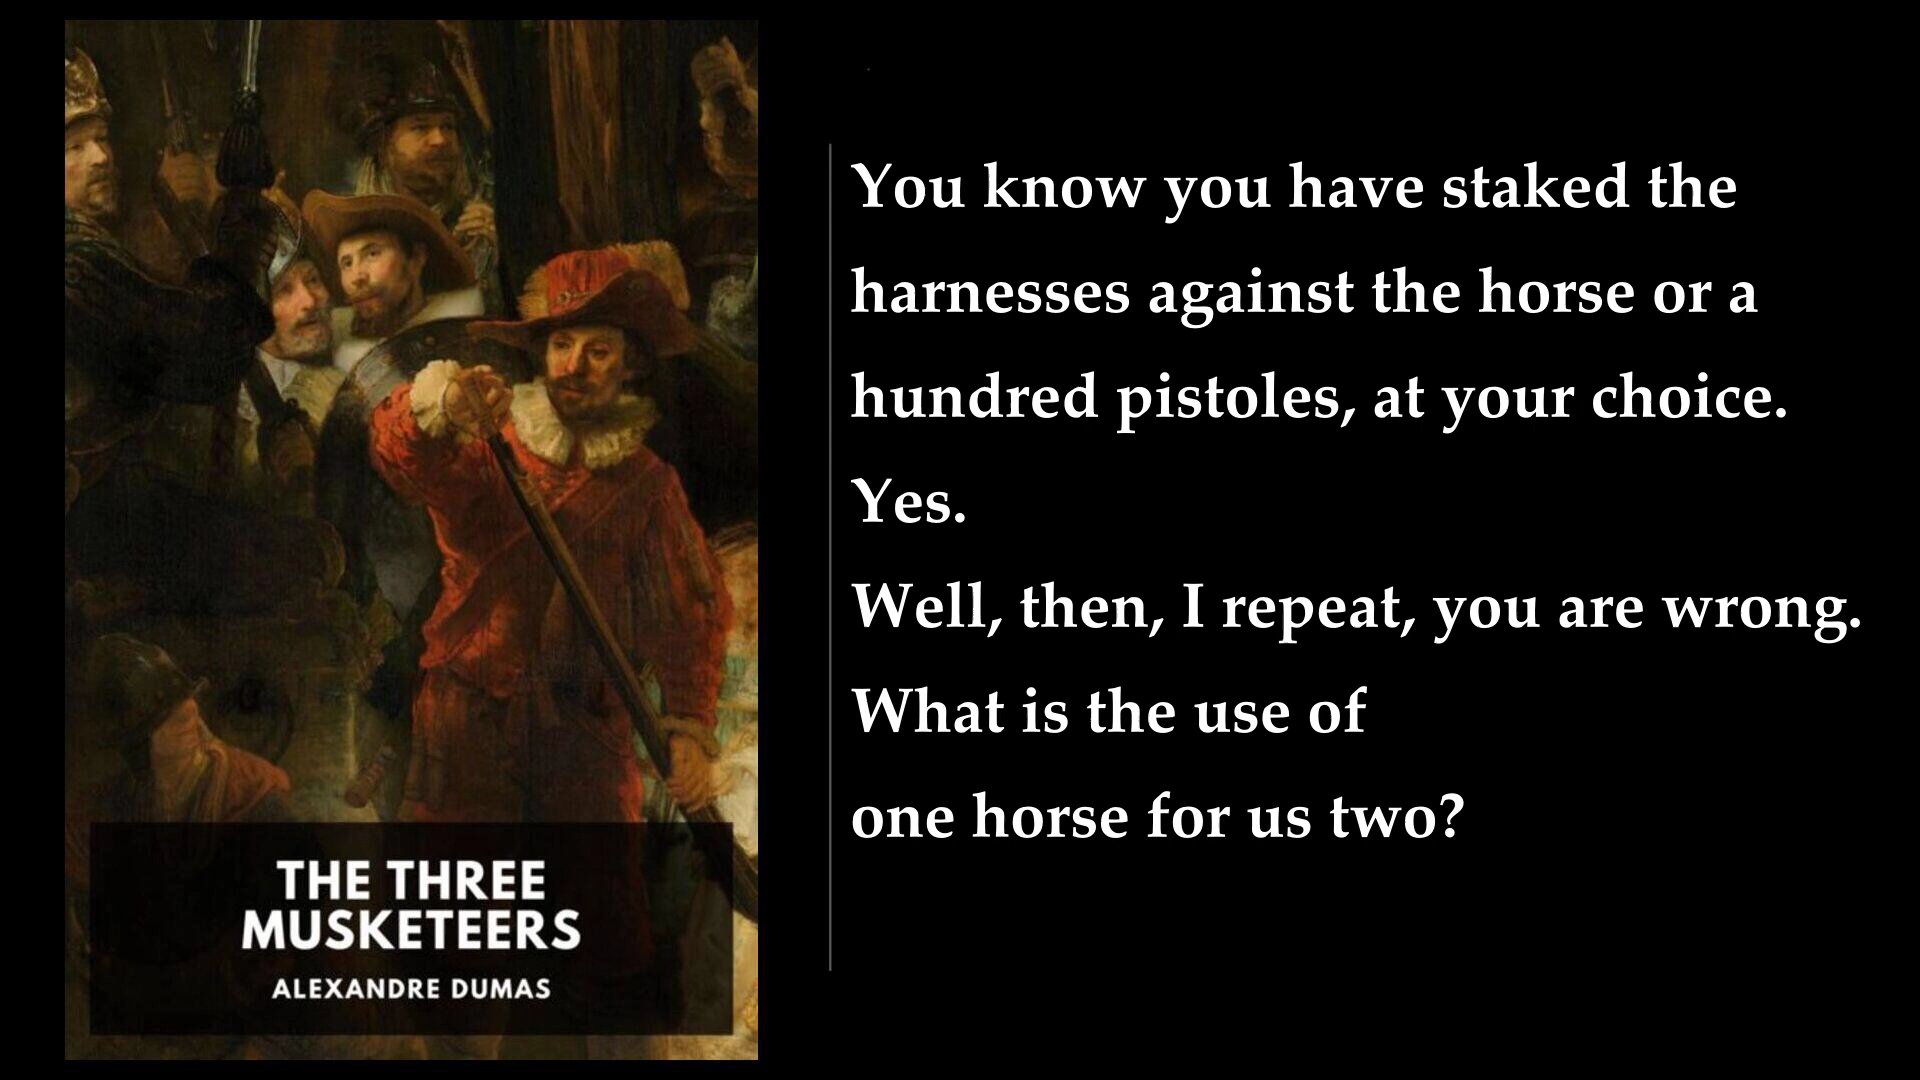 THE THREE
MUSKETEERS
ALEXANDRE DUMAS
You know you have staked the
harnesses against the horse or a
hundred pistoles, at your choice.
Yes.
Well, then, I repeat, you are wrong.
What is the use of
one horse for us two?